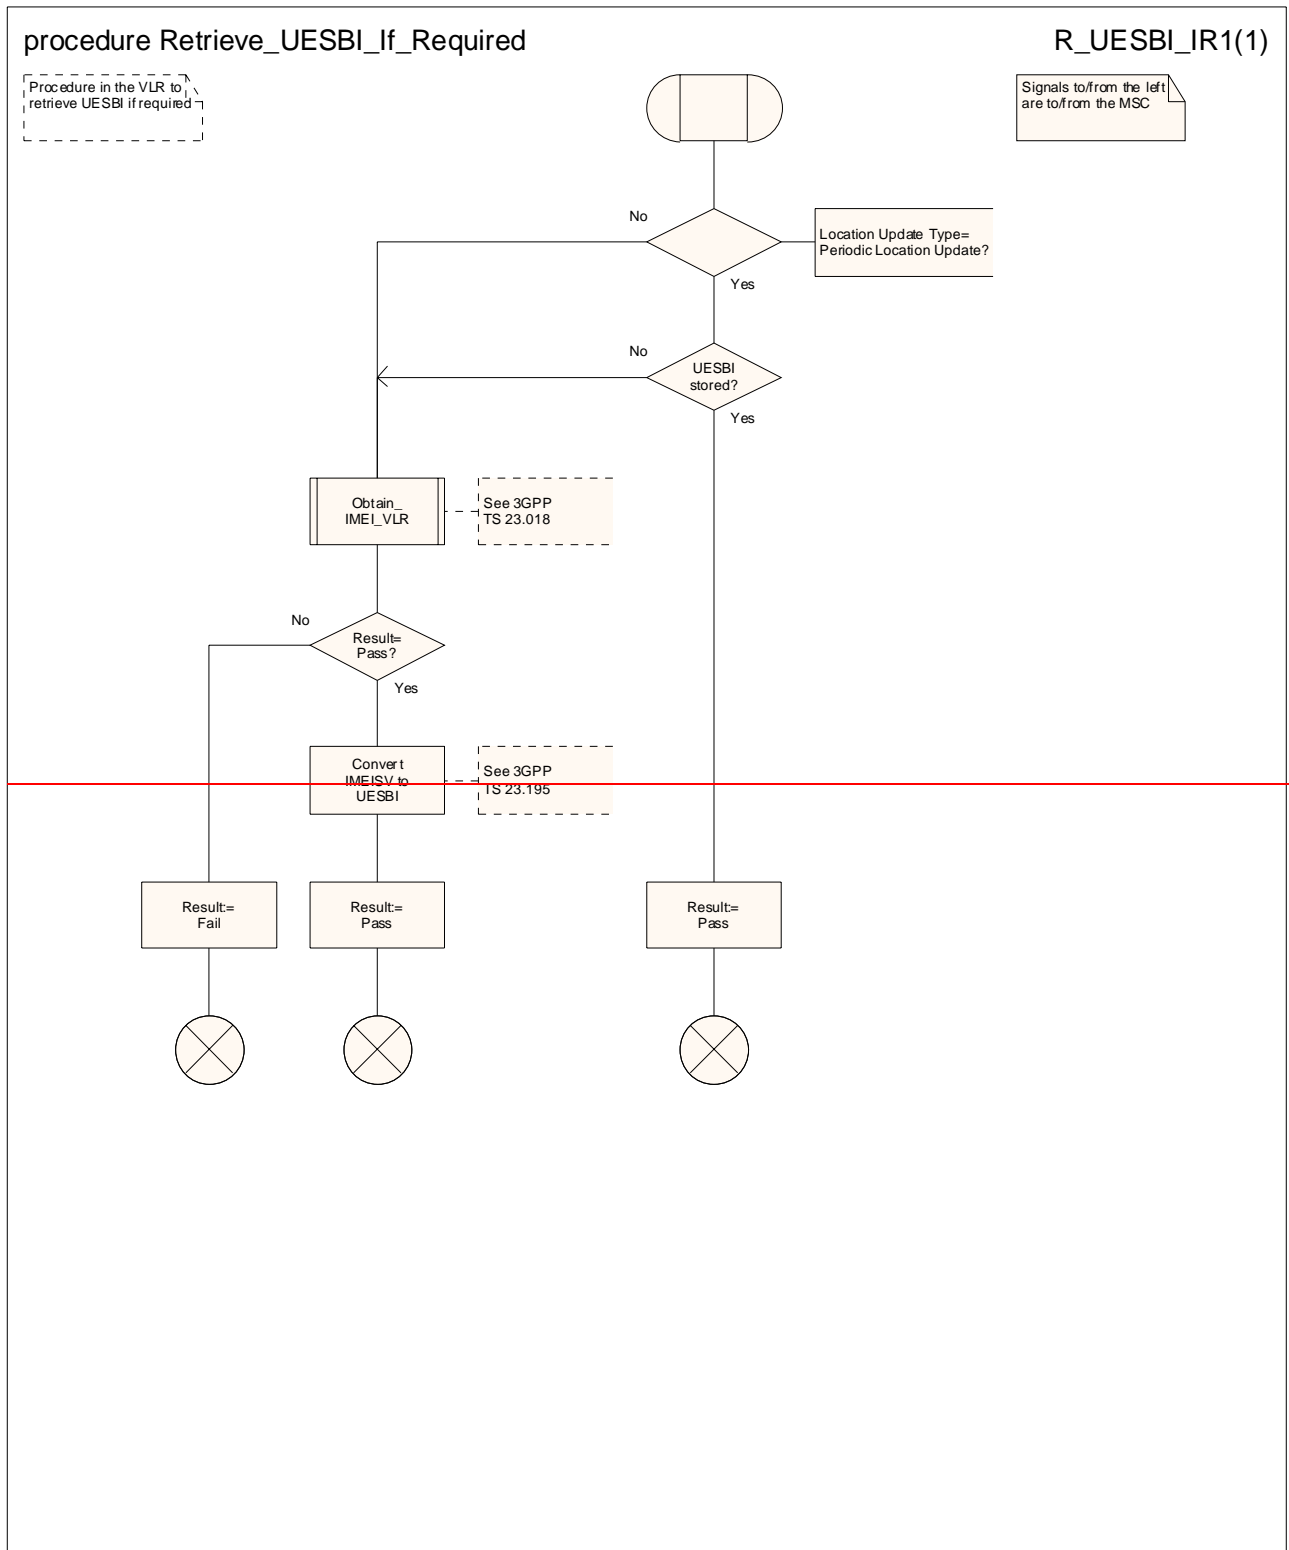 procedure Retrieve_UESBI_If_Required
R_UESBI_IR1(1)
Procedure in the VLR to
retrieve UESBI if required
Signals to/from the left
are to/from the MSC
No
Location Update Type=
Periodic Location Update?
Yes
No
UESBI
stored?
Yes
Obtain_
IMEI_VLR
See 3GPP
TS 23.018
No
Result=
Pass?
Yes
Convert
IMEISV to
UESBI
See 3GPP
TS 23.195
Result:=
Fail
Result:=
Pass
Result:=
Pass